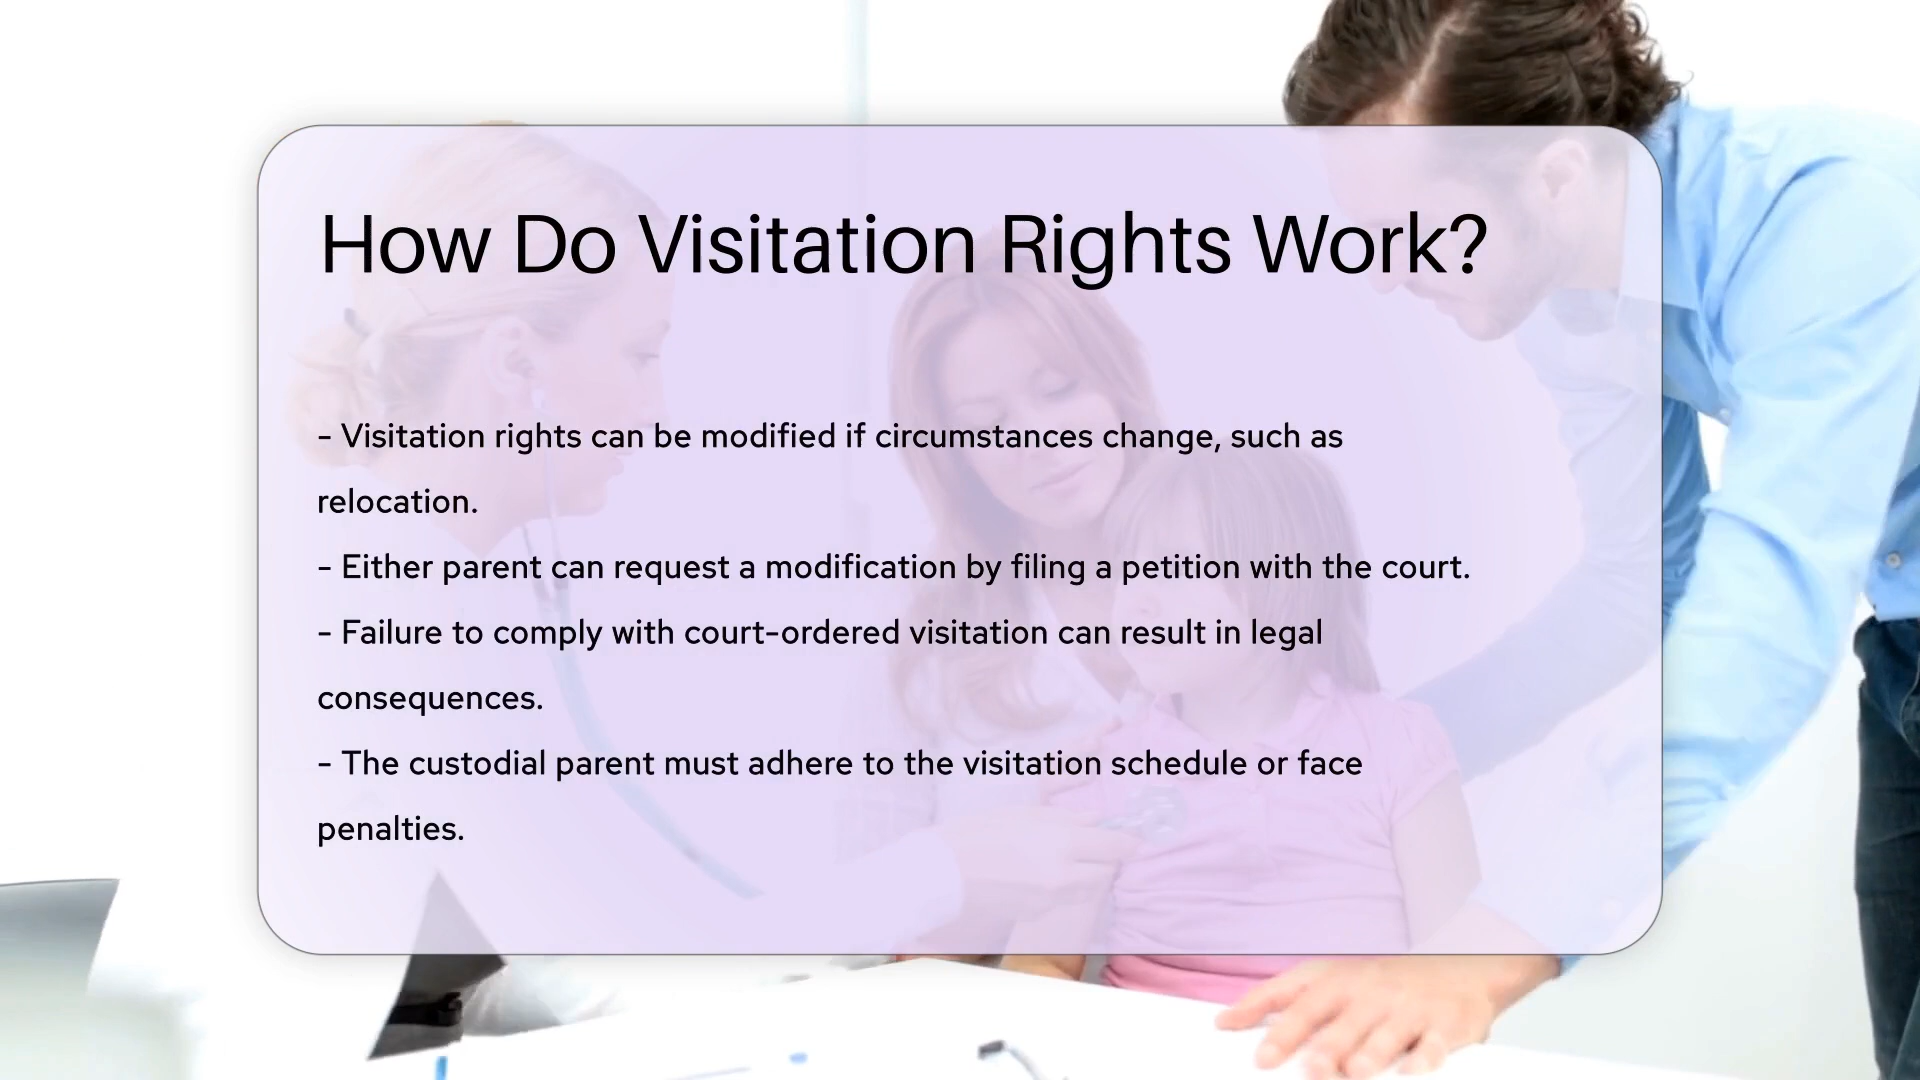 How Do Visitation Rights Work?
- Visitation rights can be modified if circumstances change, such as
relocation.
- Either parent can request a modification by filing a petition with the court.
- Failure to comply with court-ordered visitation can result in legal
consequences.
- The custodial parent must adhere to the visitation schedule or face
penalties.